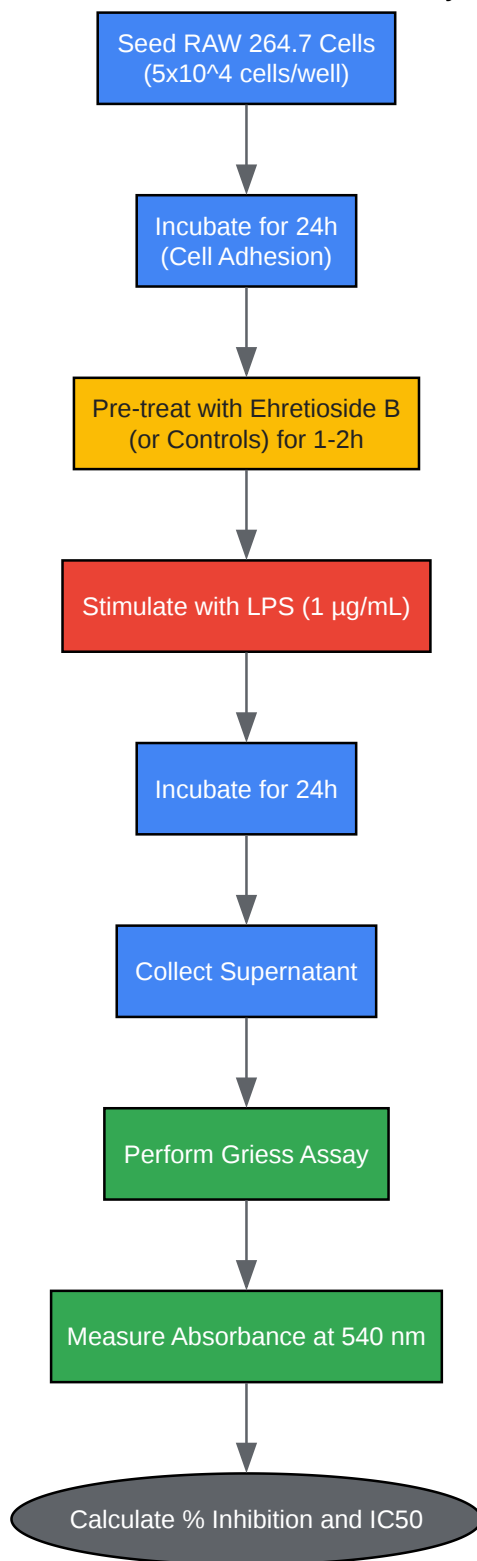 Seed RAW 264.7 Cells
(5x10^4 cells/well)
Incubate for 24h
(Cell Adhesion)
Pre-treat with Ehretioside B
(or Controls) for 1-2h
Stimulate with LPS (1 µg/mL)
Incubate for 24h
Collect Supernatant
Perform Griess Assay
Measure Absorbance at 540 nm
Calculate % Inhibition and IC50